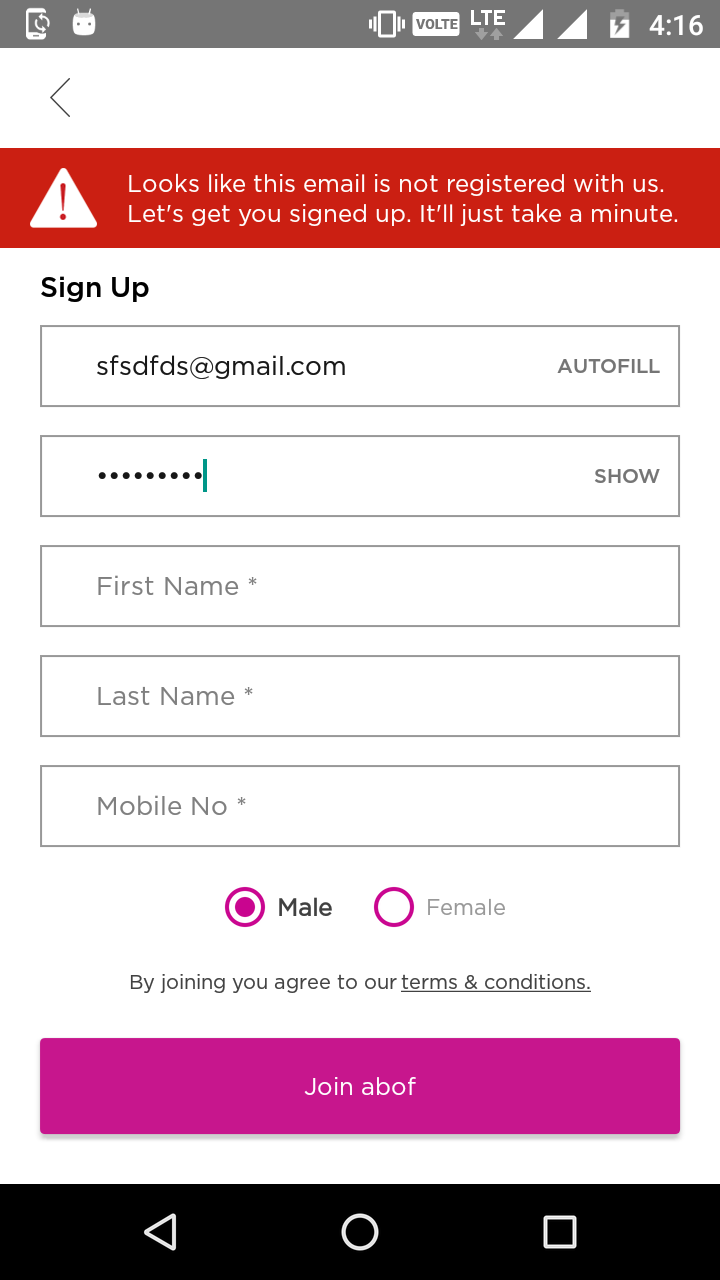 VOLTE LTE 4:16
Looks like this email is not registered with us.
Let's get you signed up. It'll just take a minute.
Sign Up
sfsdfds@gmail.com AUTOFILL
••••••••• SHOW
First Name *
Last Name *
Mobile No *
Male Female
By joining you agree to our terms & conditions.
Join abof